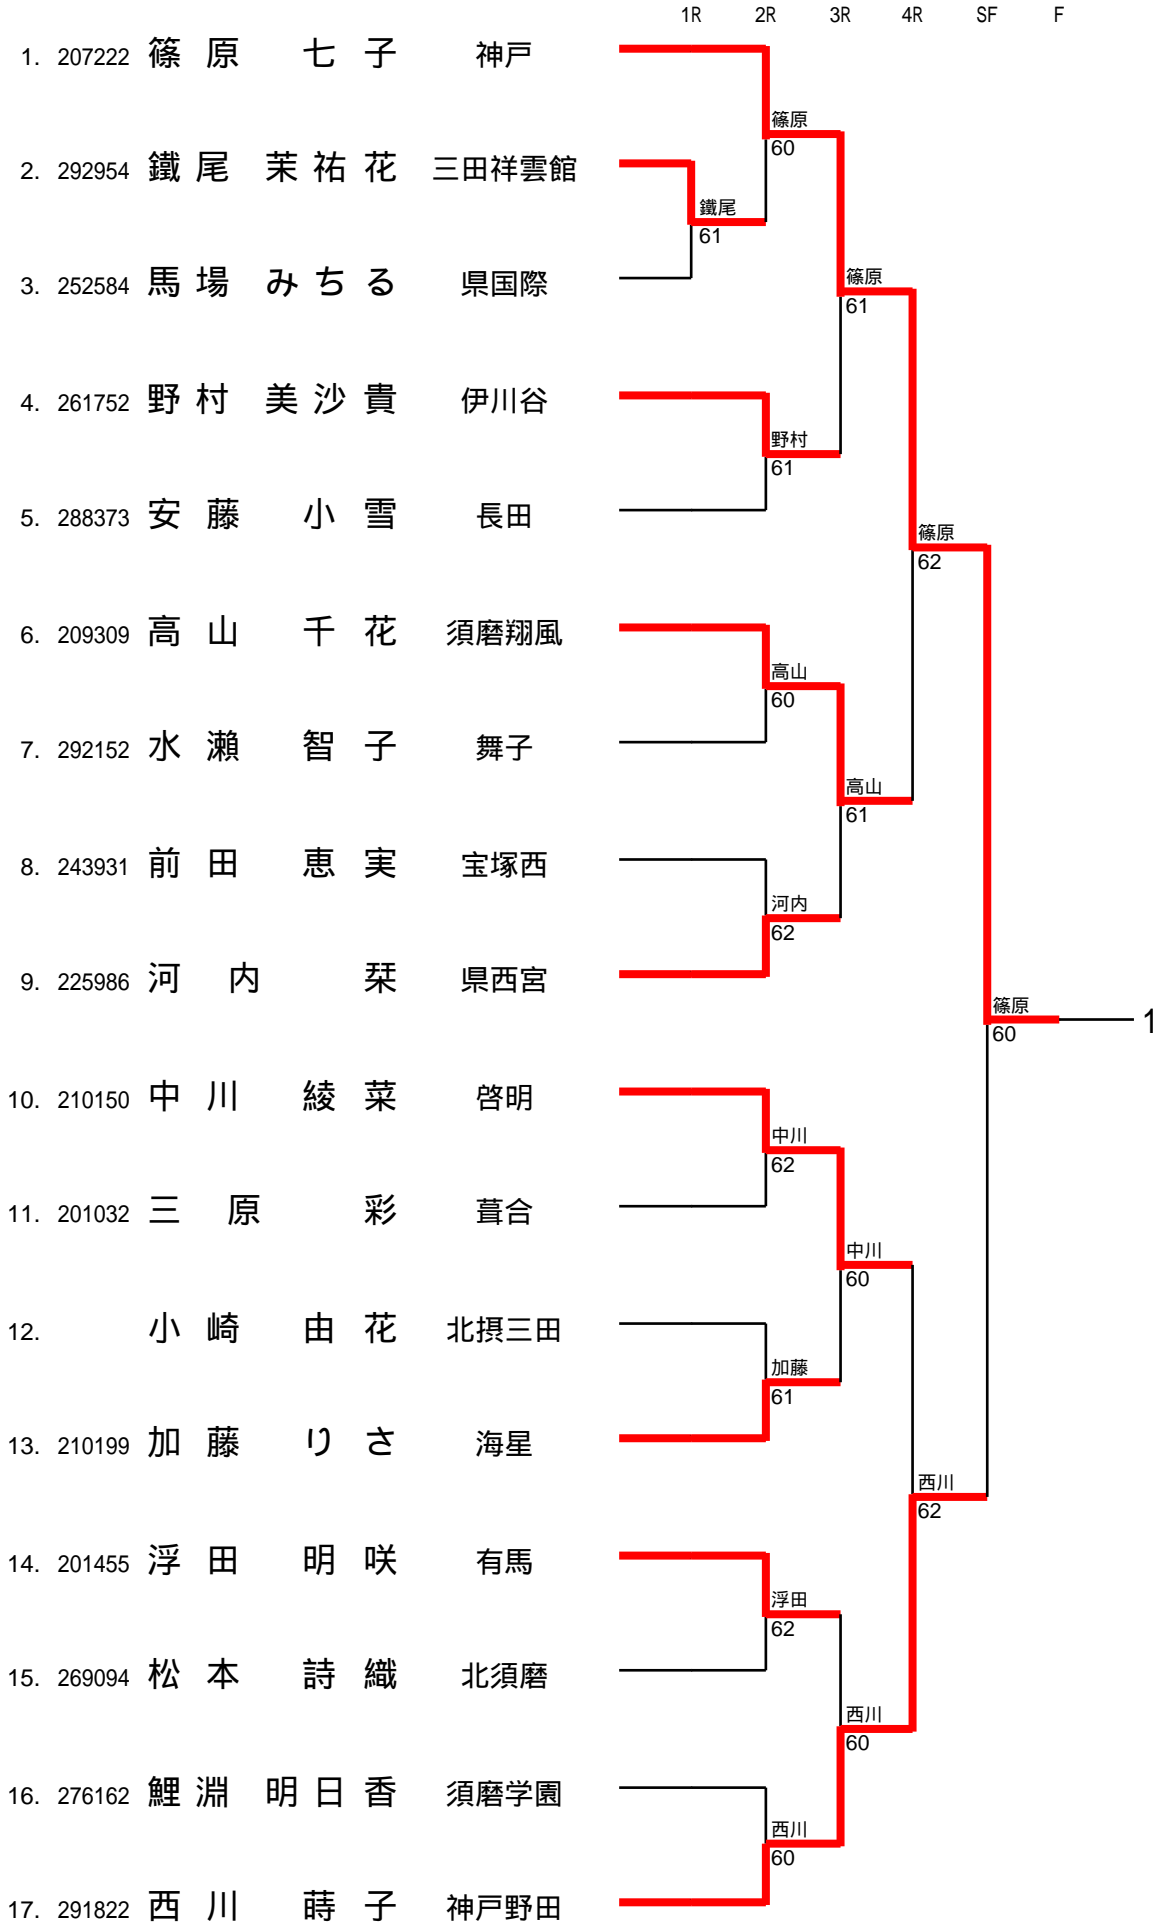 1R 2R 3R 4R SF F
1. 207222 篠原 七子 神戸
篠原
60
2. 292954 鐵尾 茉祐花 三田祥雲館
鐵尾
61
3. 252584 馬場 みちる 県国際
篠原
61
4. 261752 野村 美沙貴 伊川谷
野村
61
5. 288373 安藤 小雪 長田
篠原
62
6. 209309 高山 千花 須磨翔風
高山
60
7. 292152 水瀬 智子 舞子
高山
61
8. 243931 前田 恵実 宝塚西
河内
62
9. 225986 河内 栞 県西宮
篠原
60
1
10. 210150 中川 綾菜 啓明
中川
62
11. 201032 三原 彩 葺合
中川
60
12. 小崎 由花 北摂三田
加藤
61
13. 210199 加藤 りさ 海星
西川
62
14. 201455 浮田 明咲 有馬
浮田
62
15. 269094 松本 詩織 北須磨
西川
60
16. 276162 鯉淵 明日香 須磨学園
西川
60
17. 291822 西川 蒔子 神戸野田